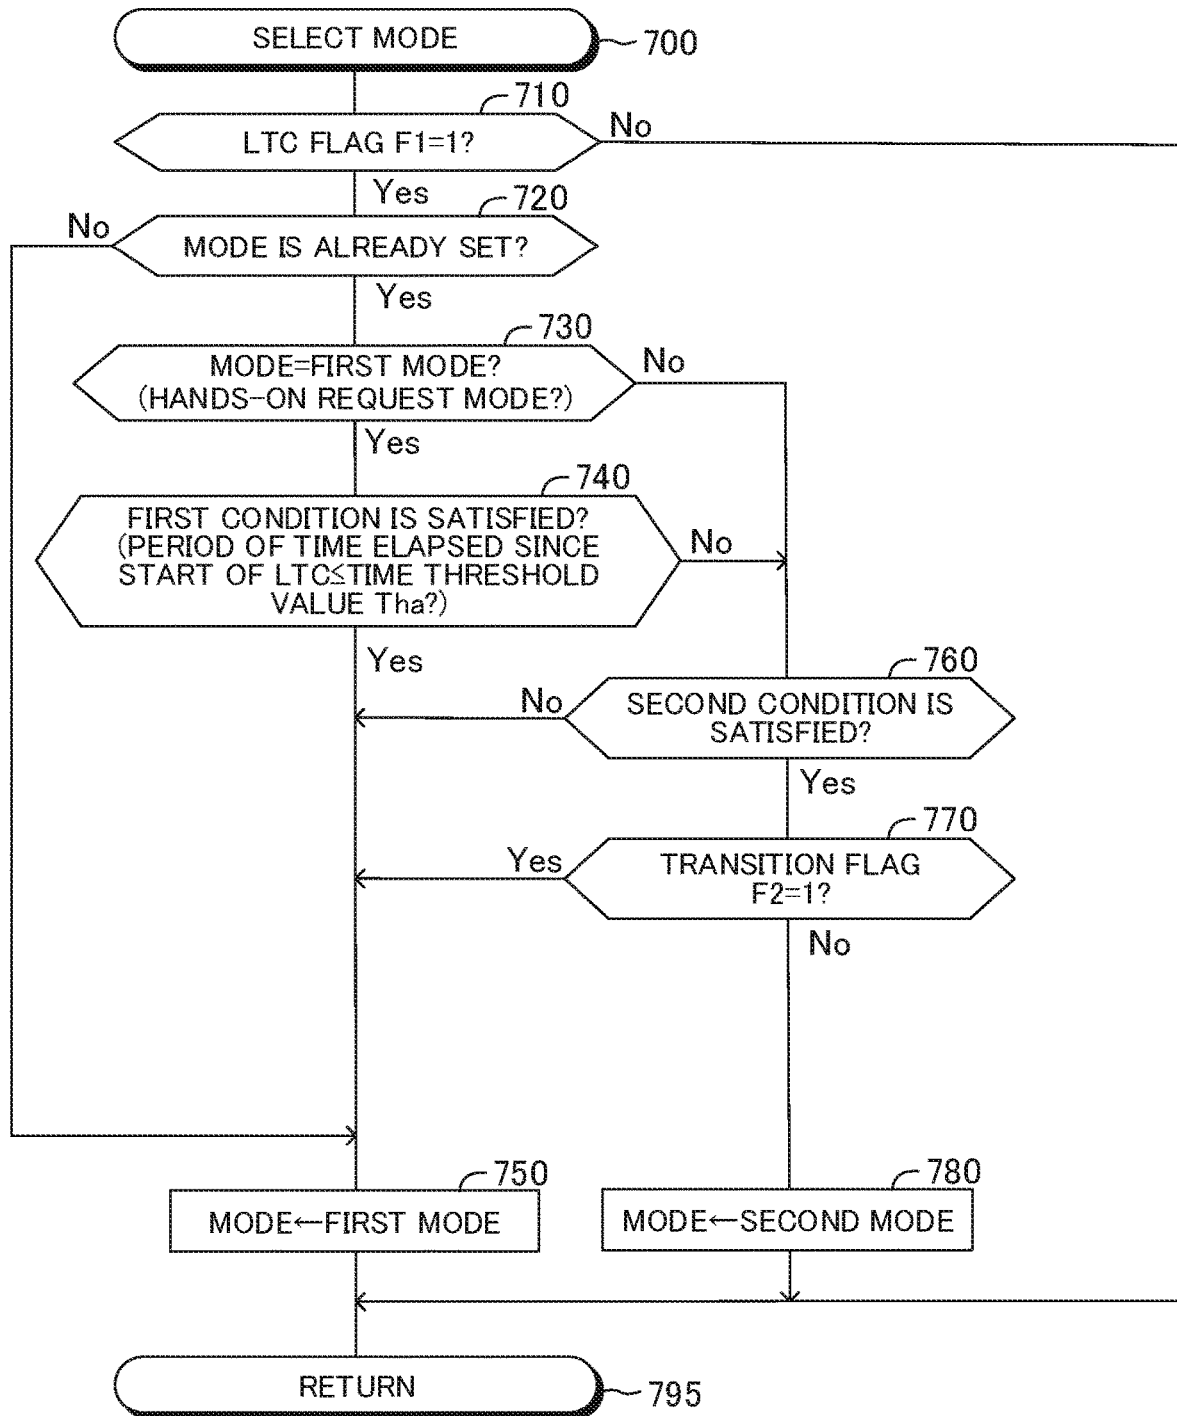 SELECT MODE
700
710
LTC FLAG F1=1?
No
Yes
720
No
MODE IS ALREADY SET?
Yes
730
MODE=FIRST MODE?
(HANDS-ON REQUEST MODE?)
No
Yes
740
FIRST CONDITION IS SATISFIED?
(PERIOD OF TIME ELAPSED SINCE
START OF LTC≤TIME THRESHOLD
VALUE Tha?)
No
Yes
760
No
SECOND CONDITION IS
SATISFIED?
Yes
770
Yes
TRANSITION FLAG
F2=1?
No
750
MODE←FIRST MODE
780
MODE←SECOND MODE
RETURN
795